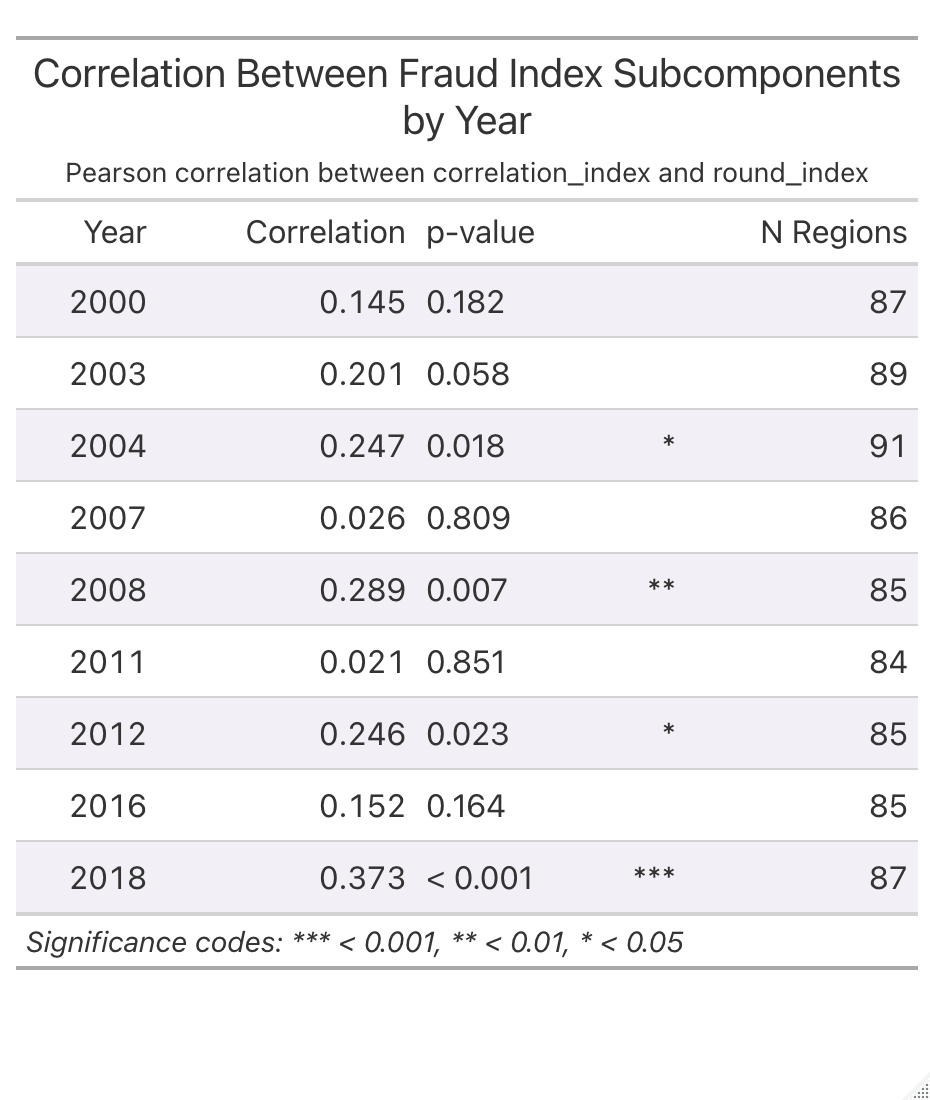 Correlation Between Fraud Index Subcomponents
by Year
Pearson correlation between correlation_index and round_index
Year Correlation p-value N Regions
2000 0.145 0.182 87
2003 0.201 0.058 89
2004 0.247 0.018 * 91
2007 0.026 0.809 86
2008 0.289 0.007 ** 85
2011 0.021 0.851 84
2012 0.246 0.023 * 85
2016 0.152 0.164 85
2018 0.373 < 0.001 *** 87
Significance codes: *** < 0.001, ** < 0.01, * < 0.05